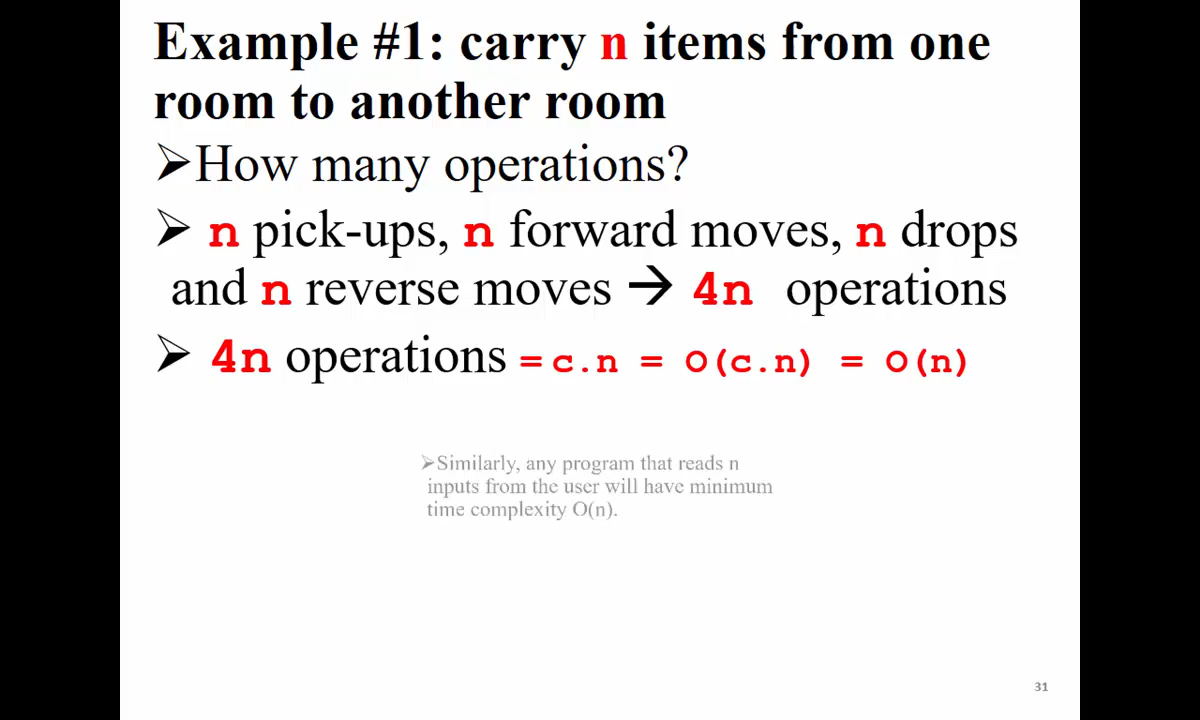 Example #1: carry n items from one
room to another room
➢How many operations?
➢ n pick-ups, n forward moves, n drops
and n reverse moves → 4n operations
➢ 4n operations = c.n = O(c.n) = O(n)
➢Similarly, any program that reads n
inputs from the user will have minimum
time complexity O(n).
31